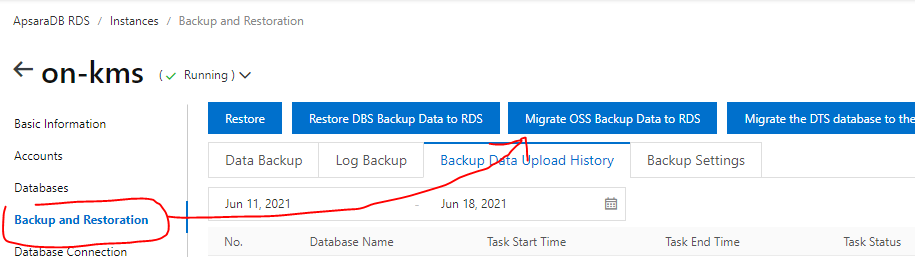 ApsaraDB RDS / Instances / Backup and Restoration
on-kms ( Running )
Basic Information
Accounts
Databases
Backup and Restoration
Database Connection
Restore
Restore DBS Backup Data to RDS
Migrate OSS Backup Data to RDS
Migrate the DTS database to the
Data Backup
Log Backup
Backup Data Upload History
Backup Settings
Jun 11, 2021 - Jun 18, 2021
No. Database Name Task Start Time Task End Time Task Status